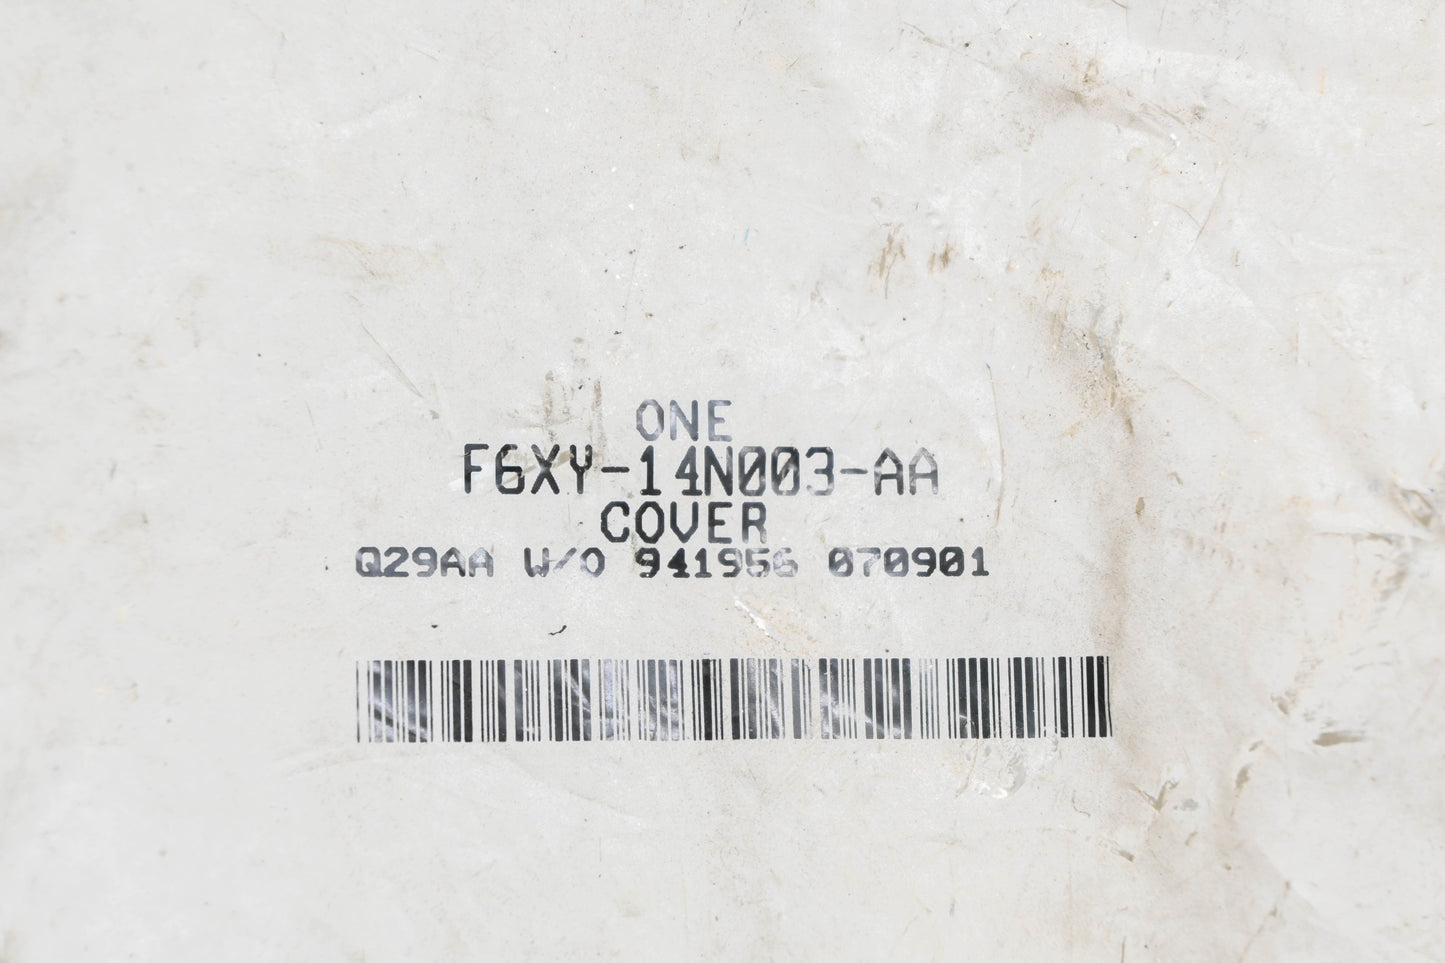 ONE
F6XY-14N003-AA
COVER
Q29AA W/O 941956 070901